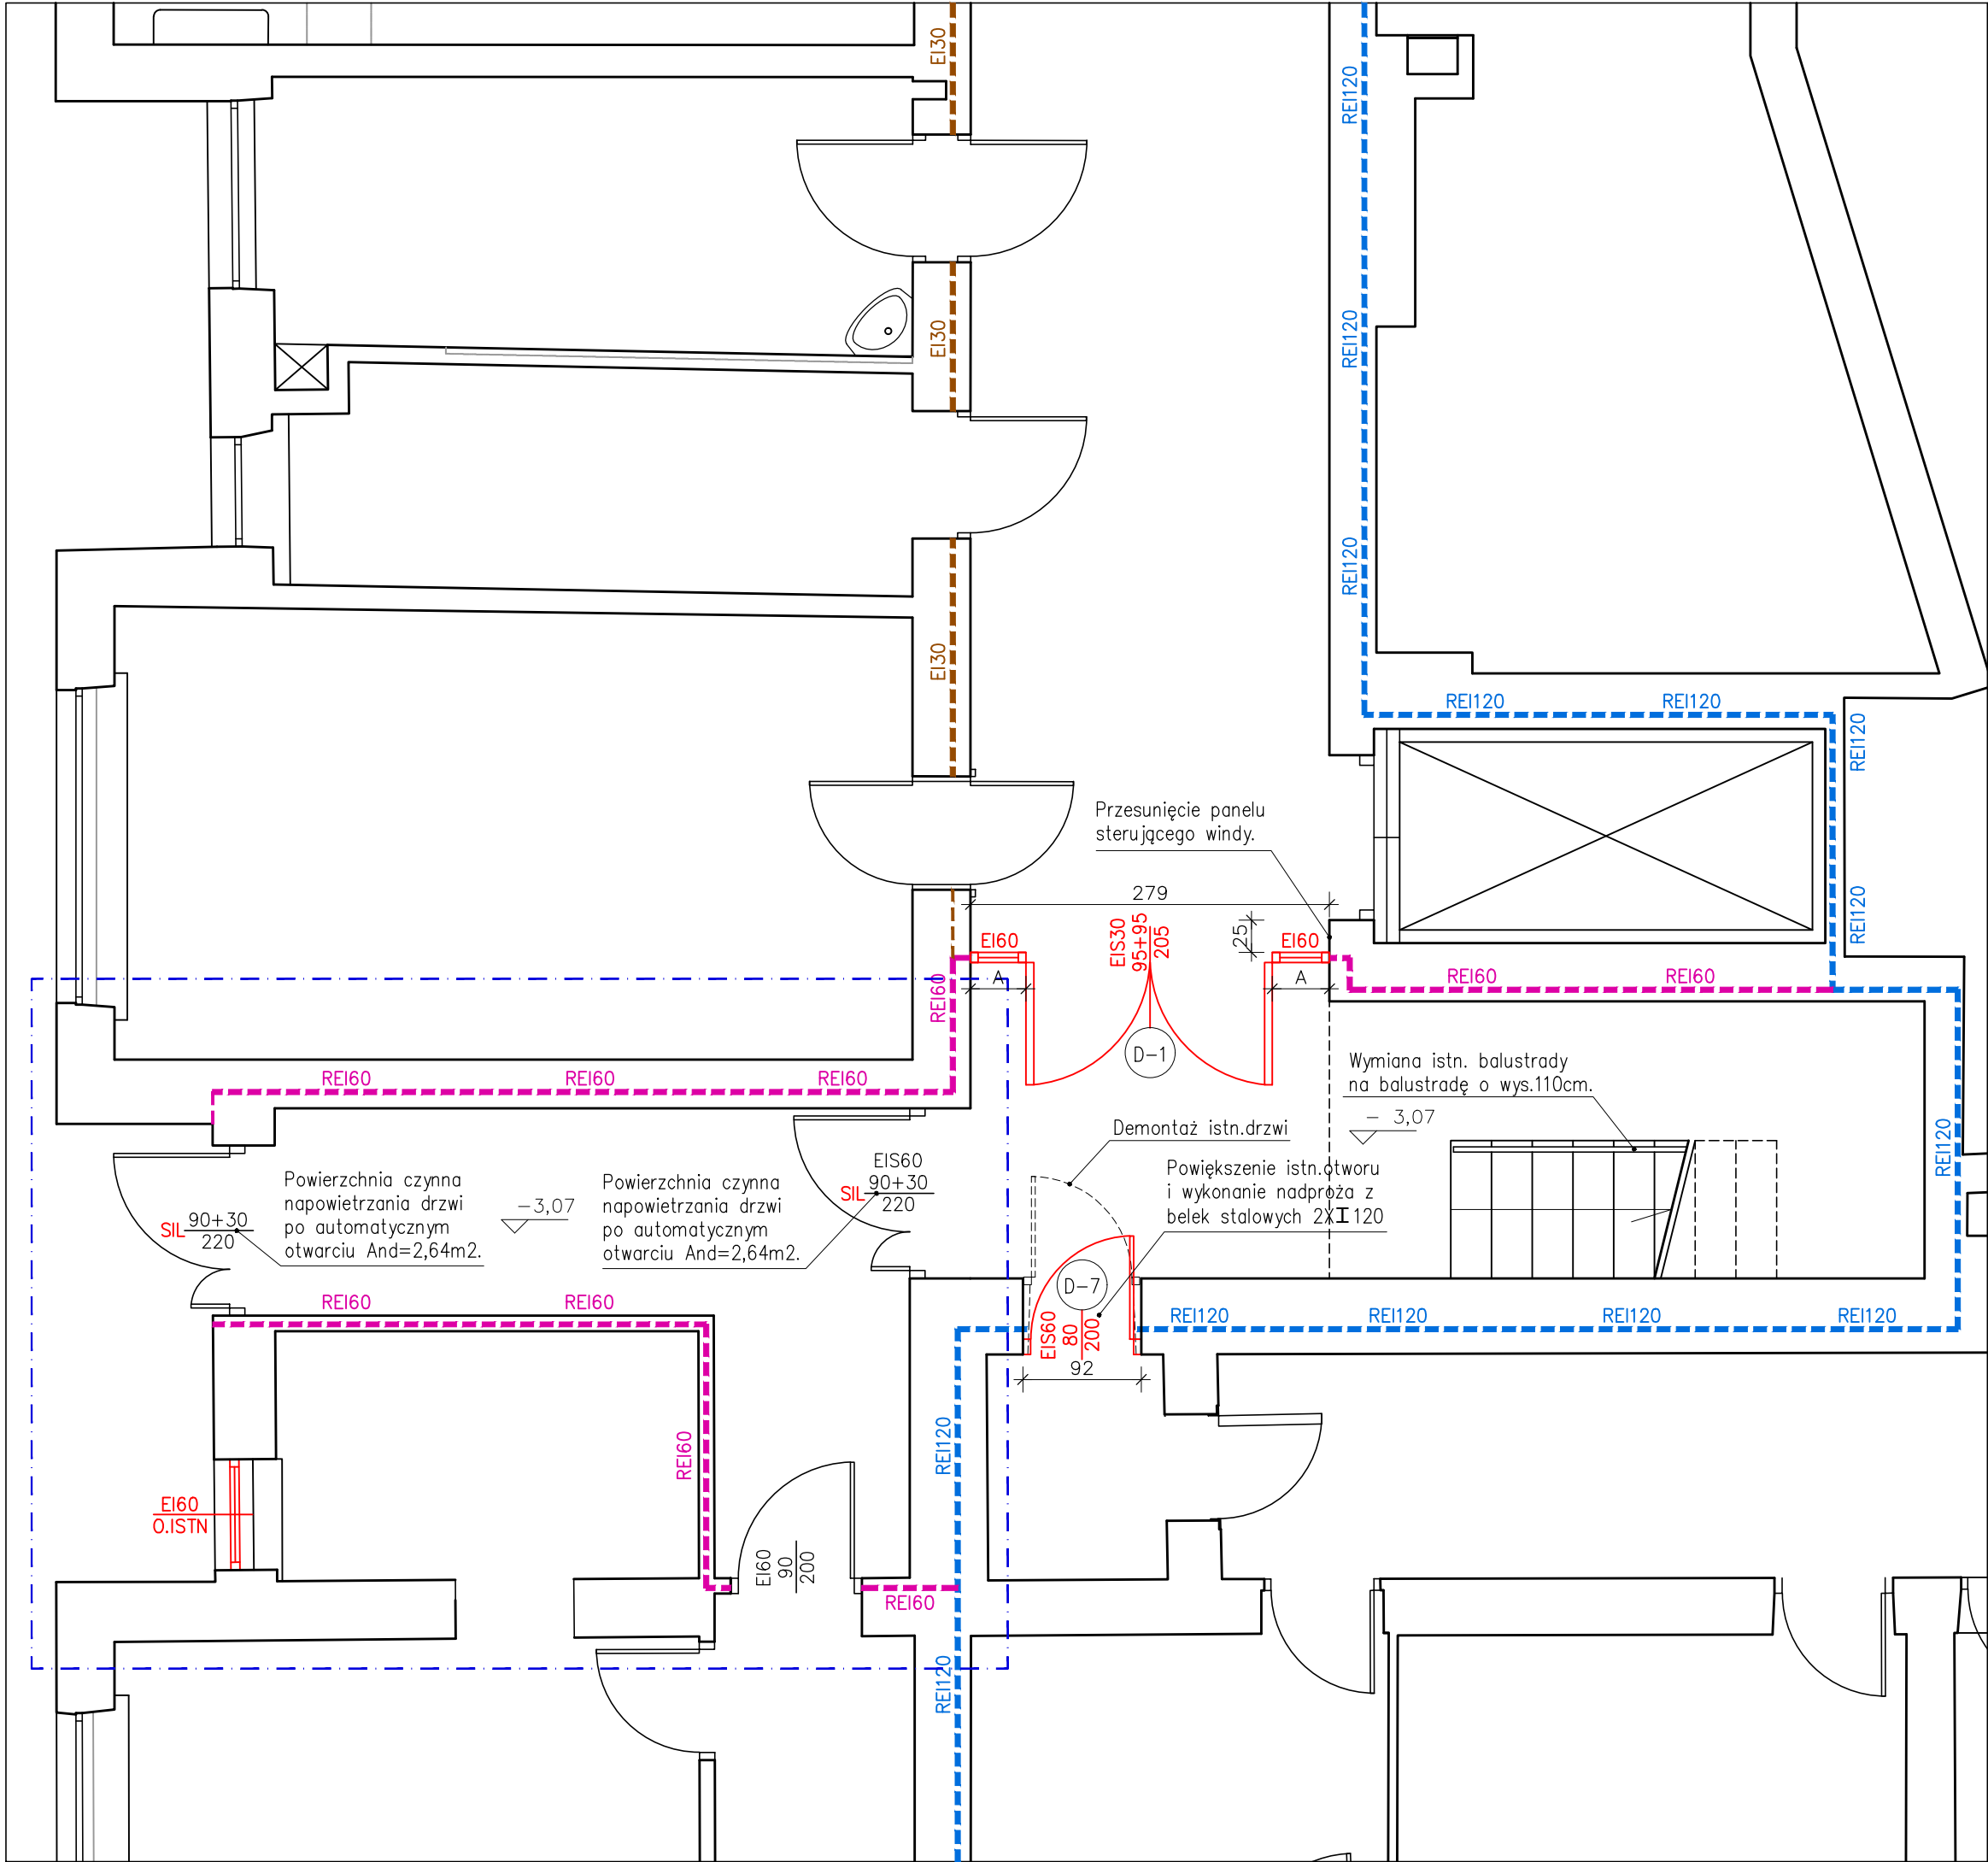 EI30
REI120
EI30
REI120
REI120
EI30
REI120
REI120
REI120
Przesunięcie panelu
sterującego windy.
279
REI120
25
EIS30
95+95
205
EI60
EI60
A
A
REI60
REI60
REI60
D-1
Wymiana istn. balustrady
na balustradę o wys.110cm.
REI60
REI60
REI60
- 3,07
Demontaż istn.drzwi
REI120
Powierzchnia czynna
napowietrzania drzwi
po automatycznym
otwarciu And=2,64m2.
-3,07
Powierzchnia czynna
napowietrzania drzwi
po automatycznym
otwarciu And=2,64m2.
EIS60
SIL
90+30
220
SIL
90+30
220
Powiększenie istn.otworu
i wykonanie nadproża z
belek stalowych 2XI120
D-7
EIS60
80
200
92
REI60
REI60
REI120
REI120
REI120
REI120
REI60
REI120
EI60
O.ISTN
EI60
90
200
REI60
REI120